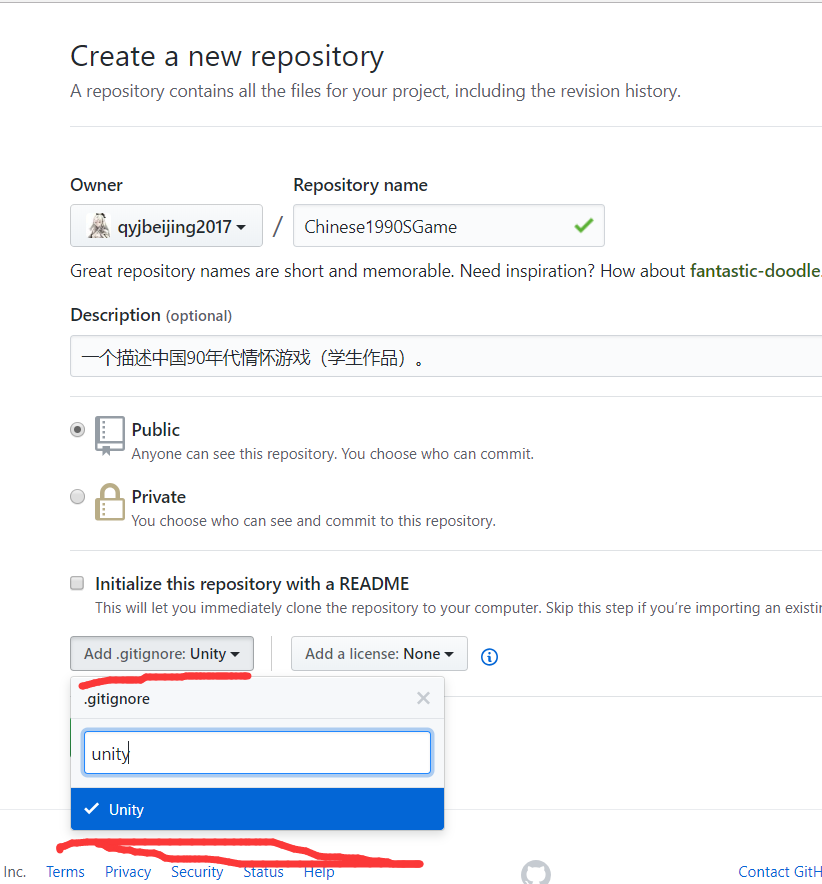 Create a new repository
A repository contains all the files for your project, including the revision history.
Owner Repository name
qyjbeijing2017 / Chinese1990SGame
Great repository names are short and memorable. Need inspiration? How about fantastic-doodle.
Description (optional)
一个描述中国90年代情怀游戏（学生作品）。
Public
Anyone can see this repository. You choose who can commit.
Private
You choose who can see and commit to this repository.
Initialize this repository with a README
This will let you immediately clone the repository to your computer. Skip this step if you’re importing an existin
Add .gitignore: Unity Add a license: None
.gitignore
unity
Unity
Inc. Terms Privacy Security Status Help Contact GitH